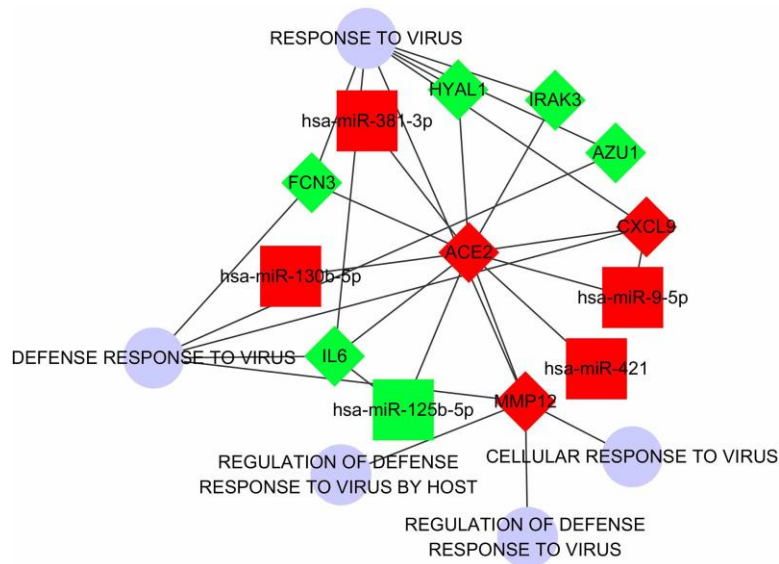 RESPONSE TO VIRUS
HYAL1
IRAK3
hsa-miR-381-3p
AZU1
FCN3
CXCL9
ACE2
hsa-miR-130b-5p
hsa-miR-9-5p
DEFENSE RESPONSE TO VIRUS
IL6
hsa-miR-421
hsa-miR-125b-5p
MMP12
CELLULAR RESPONSE TO VIRUS
REGULATION OF DEFENSE
RESPONSE TO VIRUS BY HOST
REGULATION OF DEFENSE
RESPONSE TO VIRUS